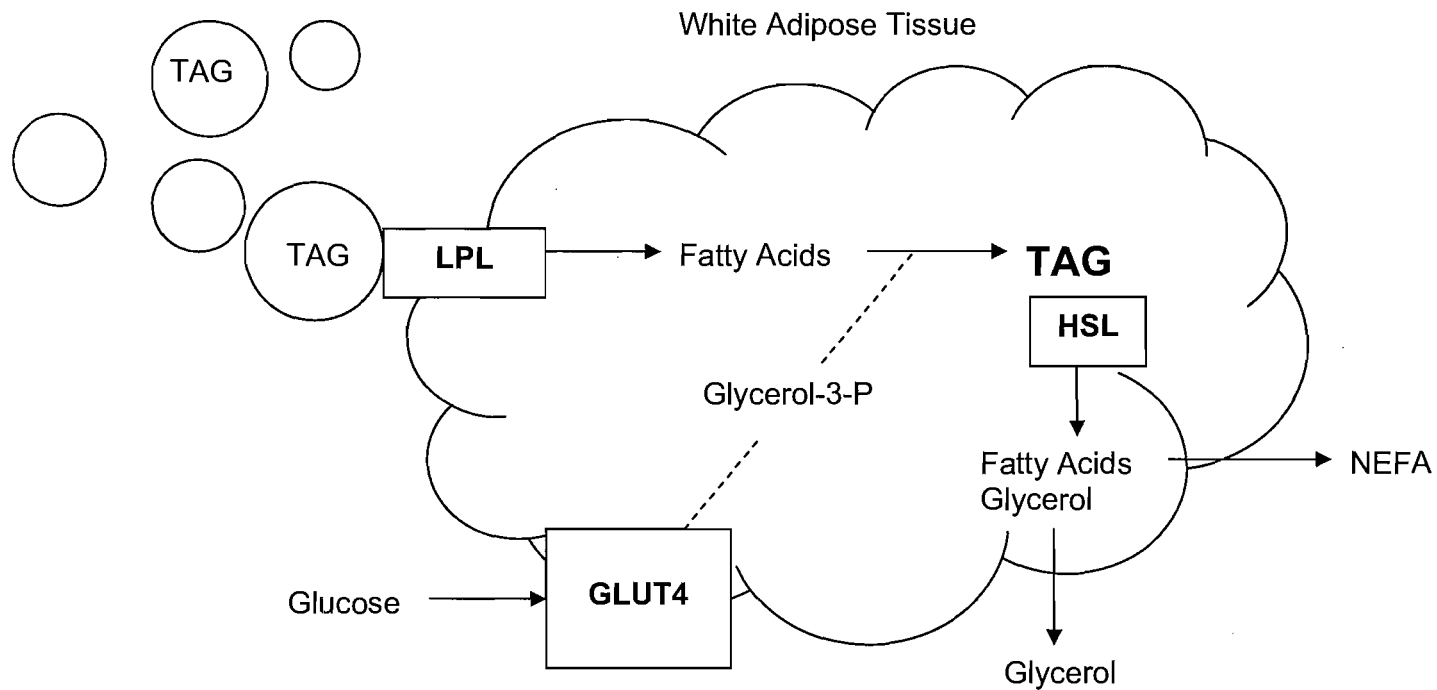 White Adipose Tissue
TAG
TAG
LPL
Fatty Acids
TAG
HSL
Glycerol-3-P
Fatty Acids
Glycerol
NEFA
Glucose
GLUT4
Glycerol